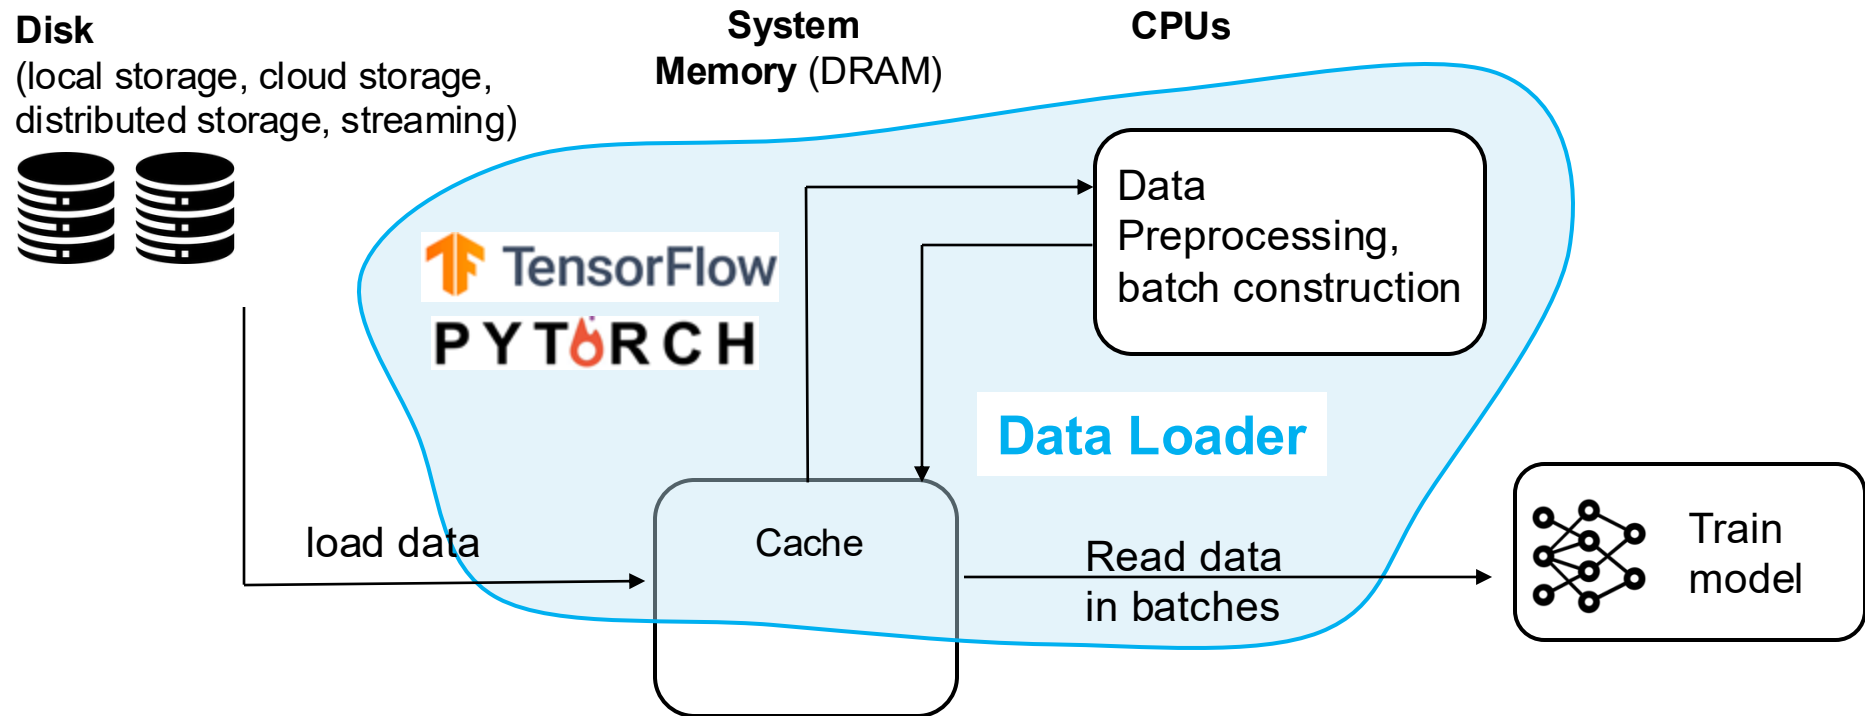 Disk
(local storage, cloud storage,
distributed storage, streaming)
System
Memory (DRAM)
CPUs
TensorFlow
PYTORCH
Data
Preprocessing,
batch construction
Data Loader
load data
Cache
Read data
in batches
Train
model